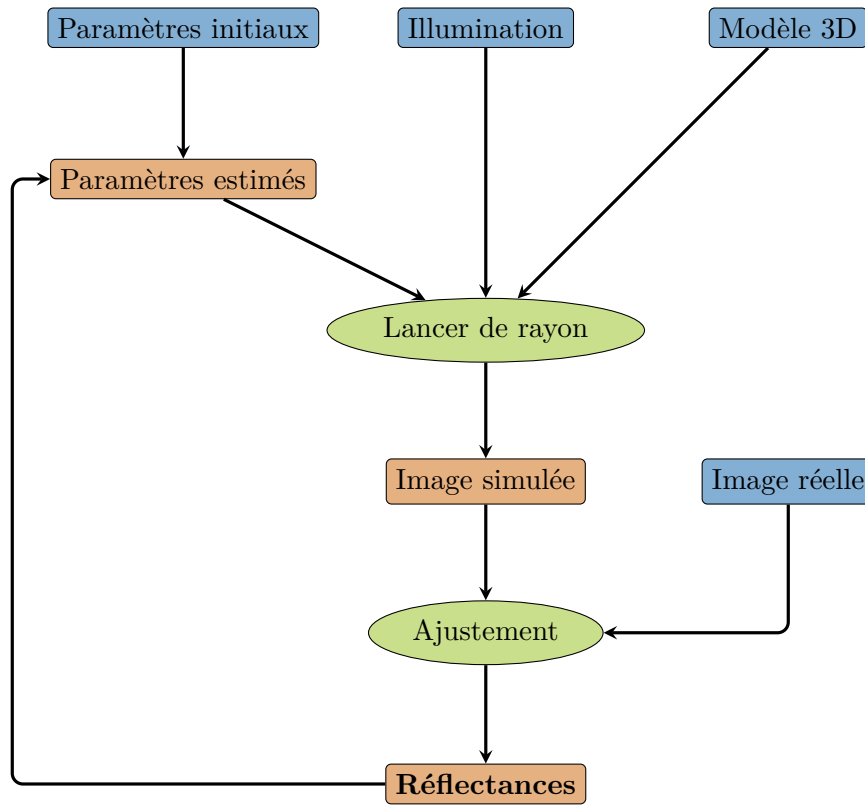 Paramètres initiaux
Illumination
Modèle 3D
Paramètres estimés
Lancer de rayon
Image simulée
Image réelle
Ajustement
Réflectances